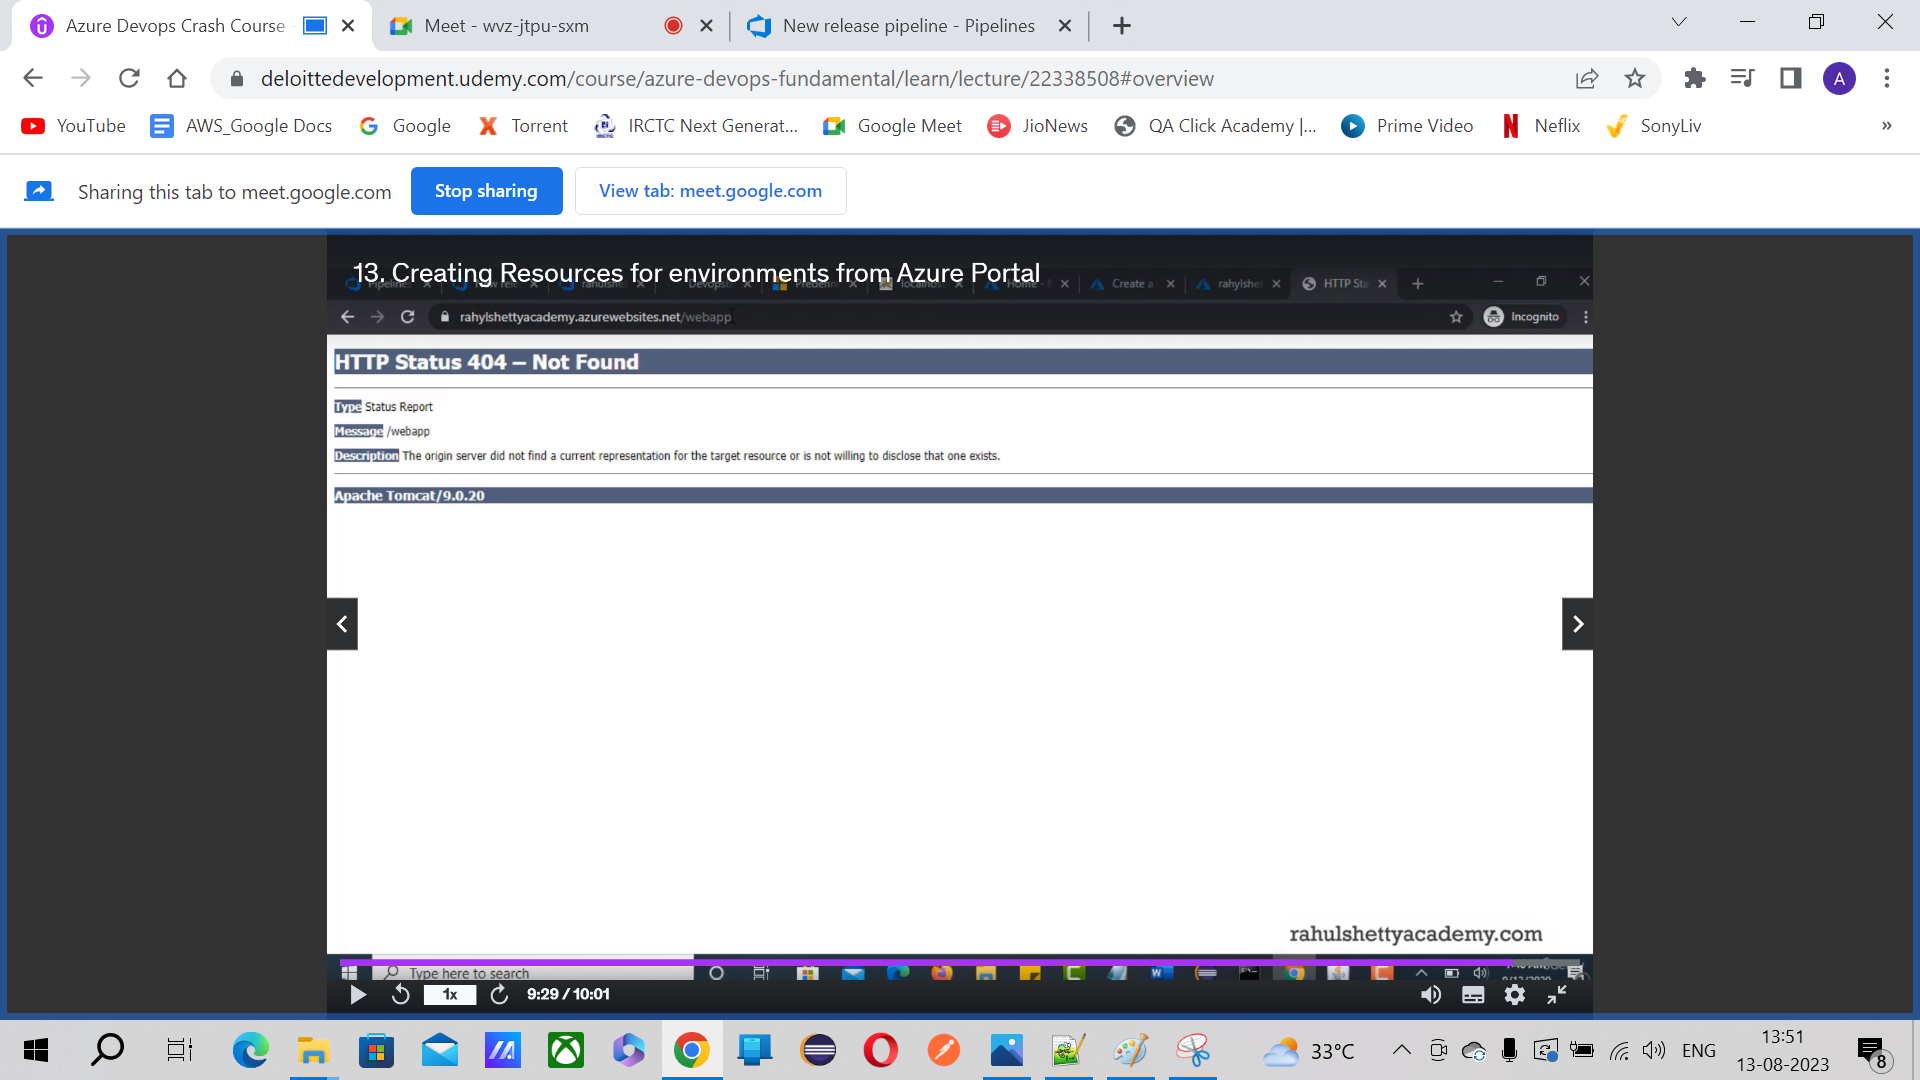 Azure Devops Crash Course
Meet - wvz-jtpu-sxm
New release pipeline - Pipelines
deloittedevelopment.udemy.com/course/azure-devops-fundamental/learn/lecture/22338508#overview
A
YouTube
AWS_Google Docs
Google
Torrent
IRCTC Next Generat...
Google Meet
JioNews
QA Click Academy |...
Prime Video
Neflix
SonyLiv
»
Sharing this tab to meet.google.com
Stop sharing
View tab: meet.google.com
13. Creating Resources for environments from Azure Portal
Pipelines
Create a
rahylshet
HTTP Sta
rahylshettyacademy.azurewebsites.net/webapp
Incognito
HTTP Status 404 – Not Found
Type Status Report
Message /webapp
Description The origin server did not find a current representation for the target resource or is not willing to disclose that one exists.
Apache Tomcat/9.0.20
rahulshettyacademy.com
Type here to search
1x
9:29 / 10:01
33°C
ENG
13:51
13-08-2023
8